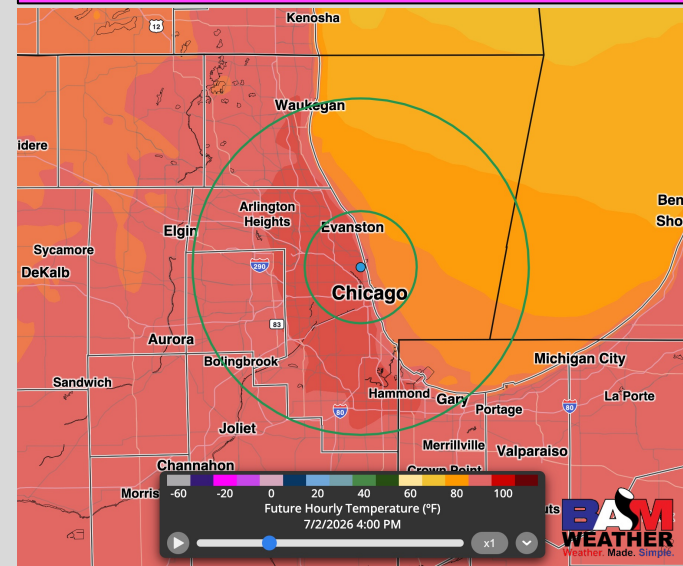 Kenosha
12
Waukegan
idere
Arlington
Heights
Evanston
Ben
Sho
Elgin
Sycamore
DeKalb
290
Chicago
83
Aurora
Bolingbrook
Michigan City
Sandwich
Hammond
Gary
La Porte
Portage
80
80
Joliet
Merrillville
Valparaiso
Channahon
Crown Point
Morris
uts
-60 -20 0 20 40 60 80 100
Future Hourly Temperature (°F)
7/2/2026 4:00 PM
x1
BAM
WEATHER
Weather. Made. Simple.